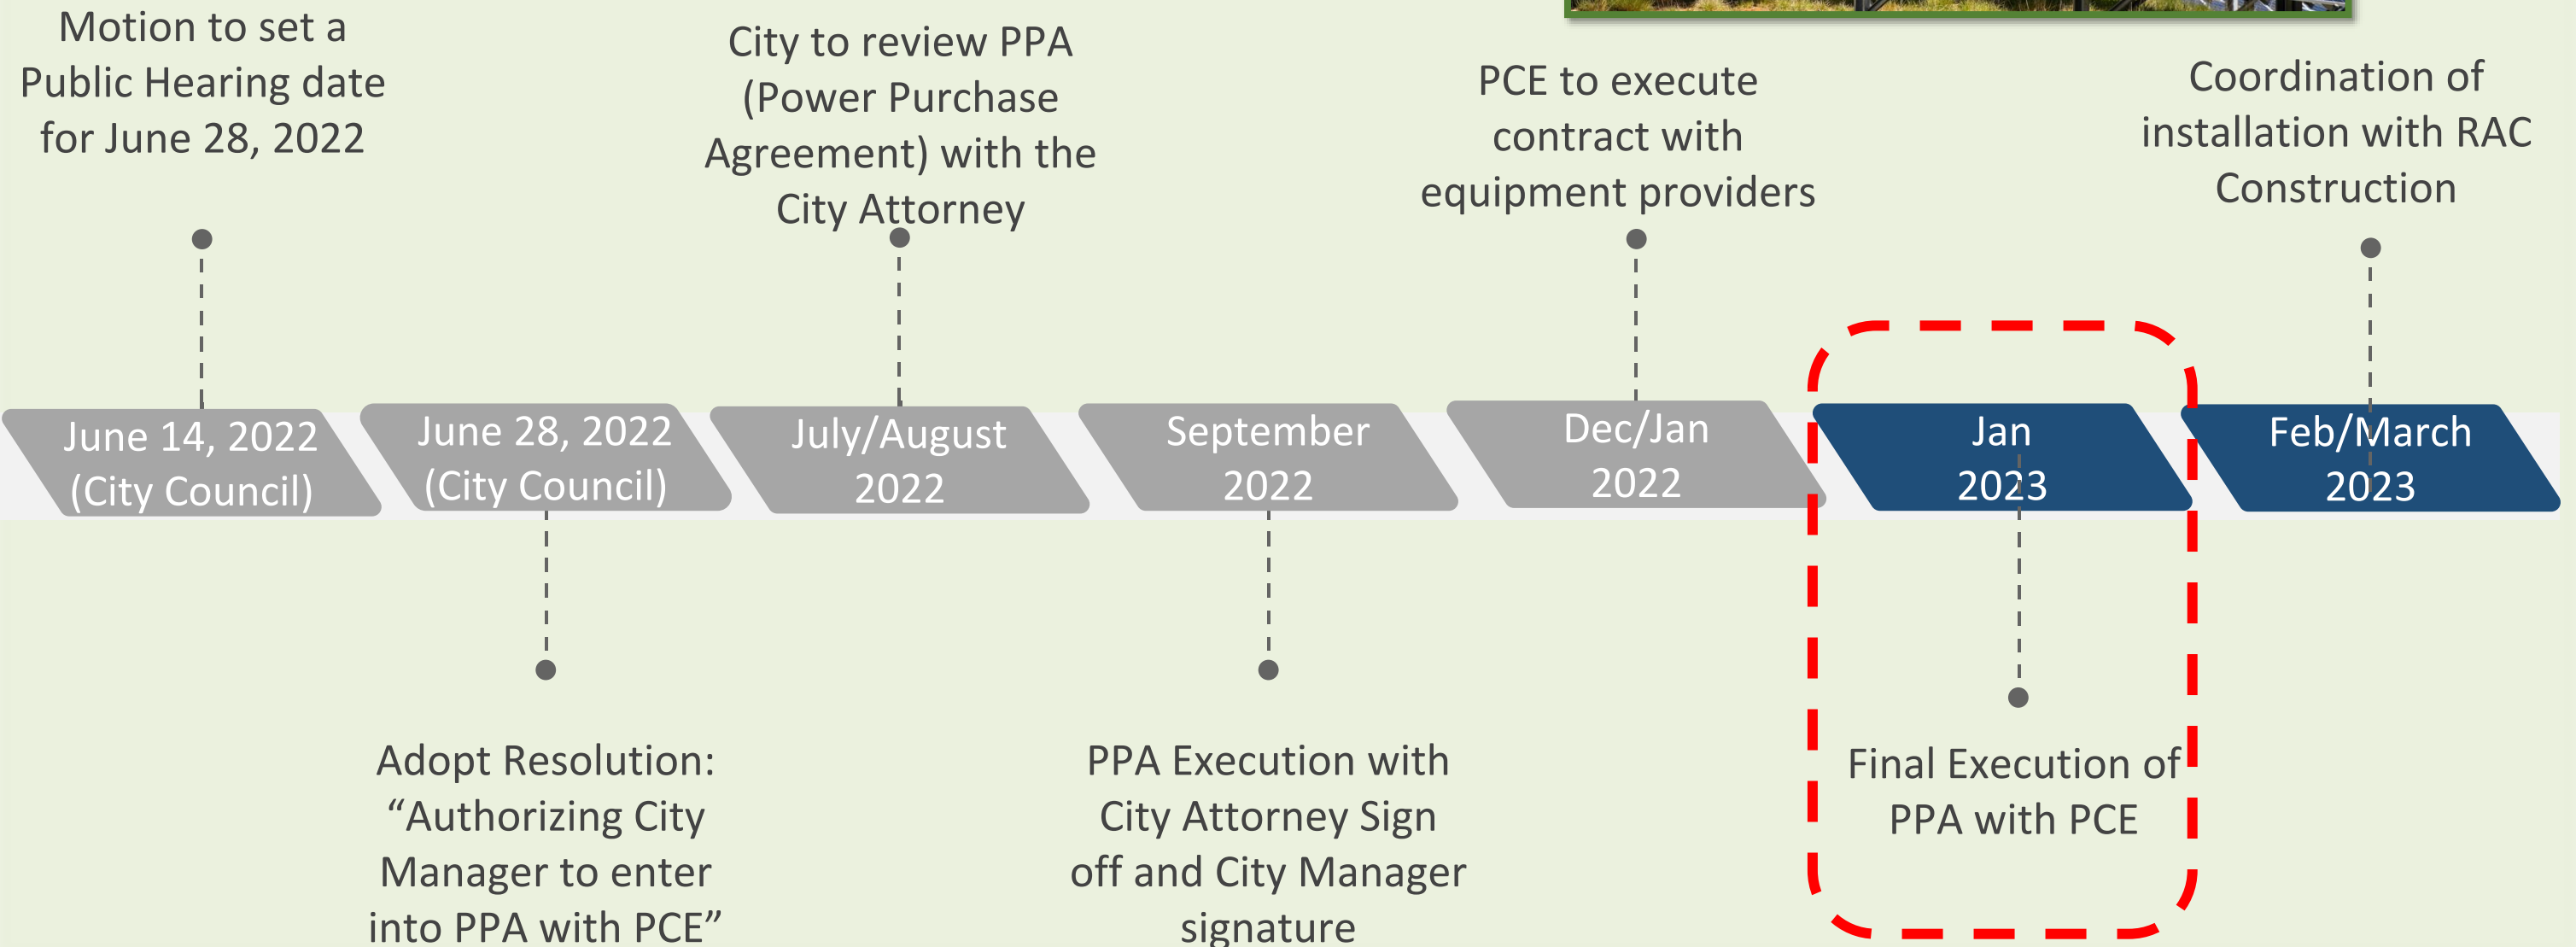 Motion to set a
Public Hearing date
for June 28, 2022
City to review PPA
(Power Purchase
Agreement) with the
City Attorney
PCE to execute
contract with
equipment providers
Coordination of
installation with RAC
Construction
June 14, 2022
(City Council)
June 28, 2022
(City Council)
July/August
2022
September
2022
Dec/Jan
2022
Jan
2023
Feb/March
2023
Adopt Resolution:
“Authorizing City
Manager to enter
into PPA with PCE”
PPA Execution with
City Attorney Sign
off and City Manager
signature
Final Execution of
PPA with PCE